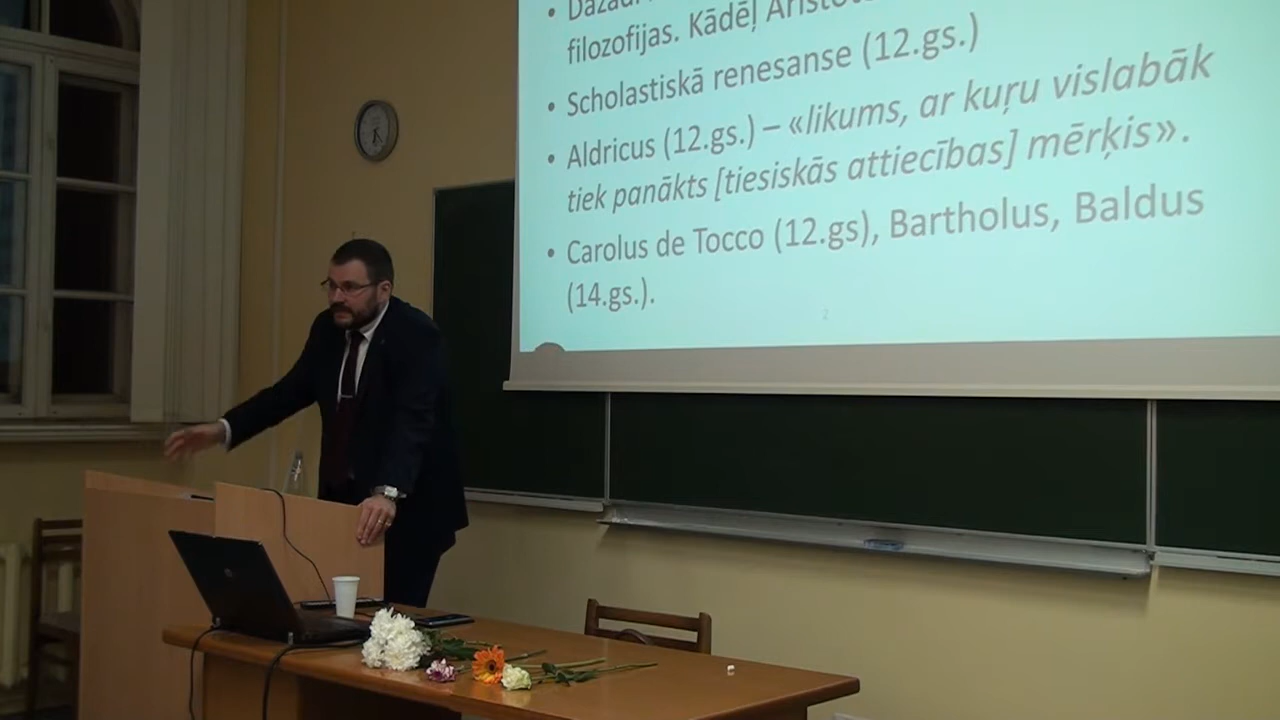 filozofijas. Kādēļ
• Scholastiskā renesanse (12.gs.)
• Aldricus (12.gs.) – «likums, ar kuŗu vislabāk
tiek panākts [tiesiskās attiecības] mērķis».
• Carolus de Tocco (12.gs), Bartholus, Baldus
(14.gs.).
2